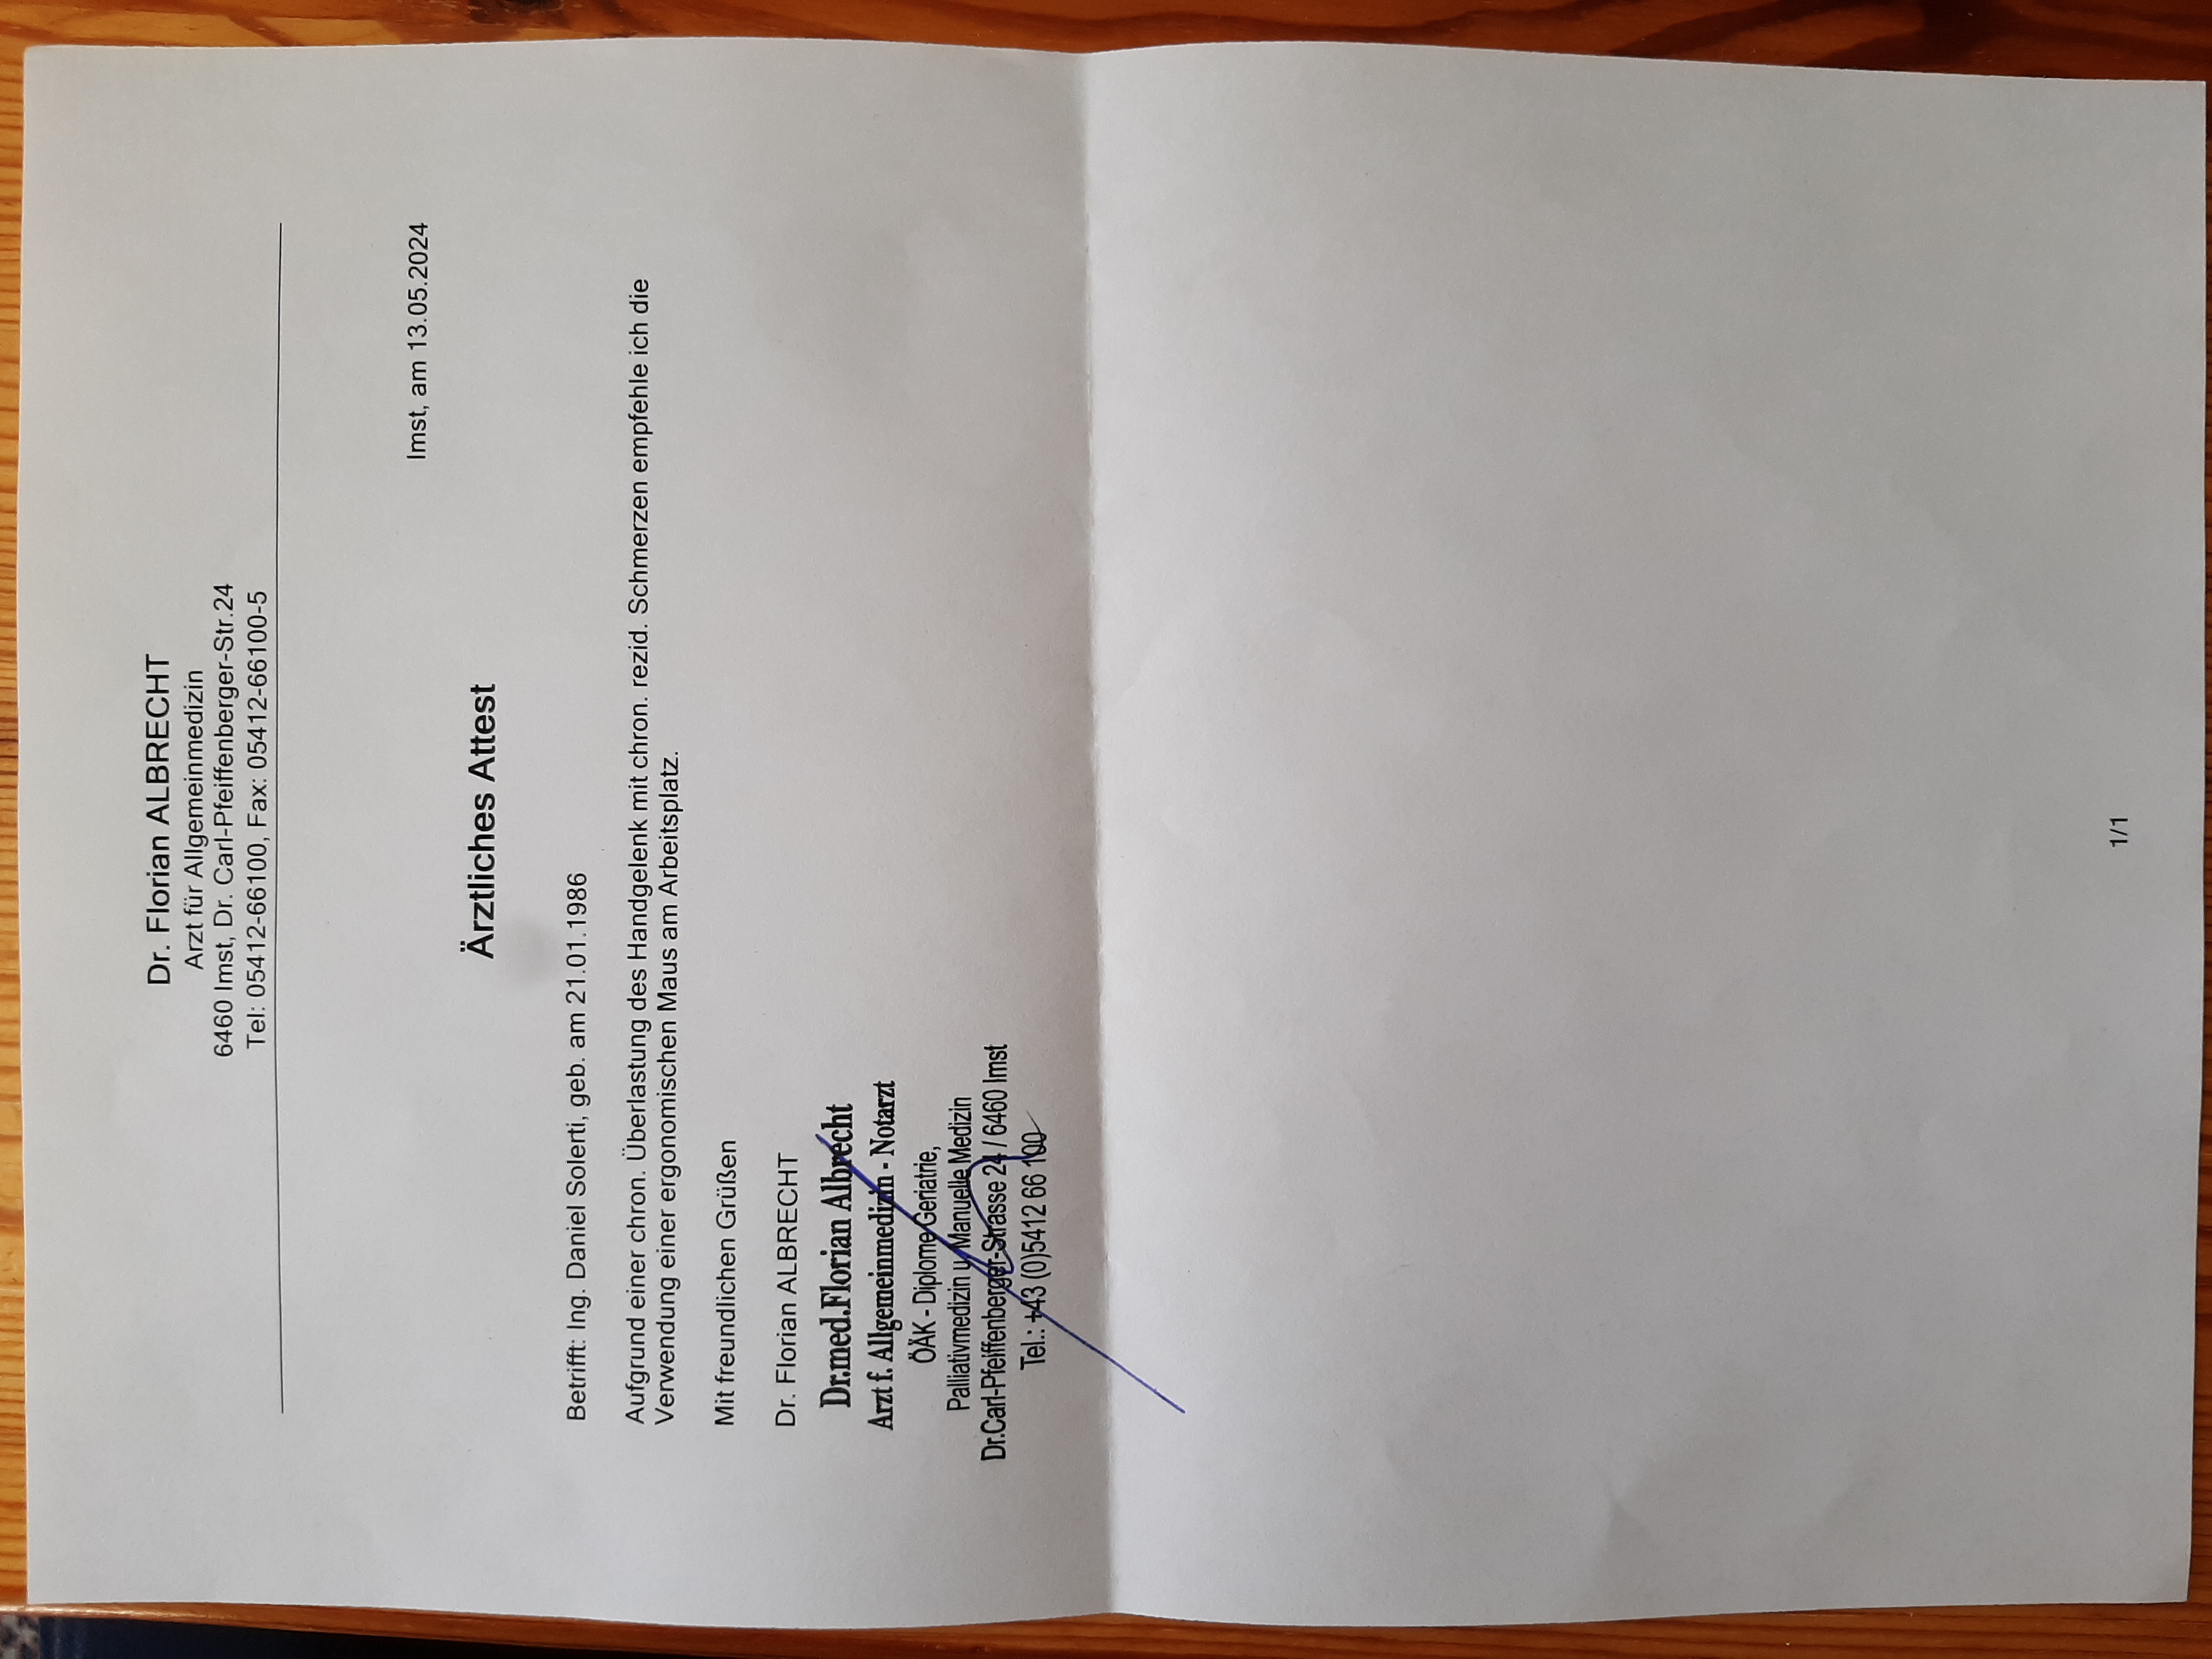 Dr. Florian ALBRECHT
Arzt für Allgemeinmedizin
6460 Imst, Dr. Carl-Pfeiffenberger-Str.24
Tel: 05412-66100, Fax: 05412-66100-5
Imst, am 13.05.2024
Ärztliches Attest
Betrifft: Ing. Daniel Solerti, geb. am 21.01.1986
Aufgrund einer chron. Überlastung des Handgelenk mit chron. rezid. Schmerzen empfehle ich die
Verwendung einer ergonomischen Maus am Arbeitsplatz.
Mit freundlichen Grüßen
Dr. Florian ALBRECHT
Dr.med.Florian Albrecht
Arzt f. Allgemeinmedizin - Notarzt
ÖÄK - Diplome Geriatrie,
Palliativmedizin u. Manuelle Medizin
Dr.Carl-Pfeiffenberger-Strasse 24 / 6460 Imst
Tel.: +43 (0)5412 66 100
1/1